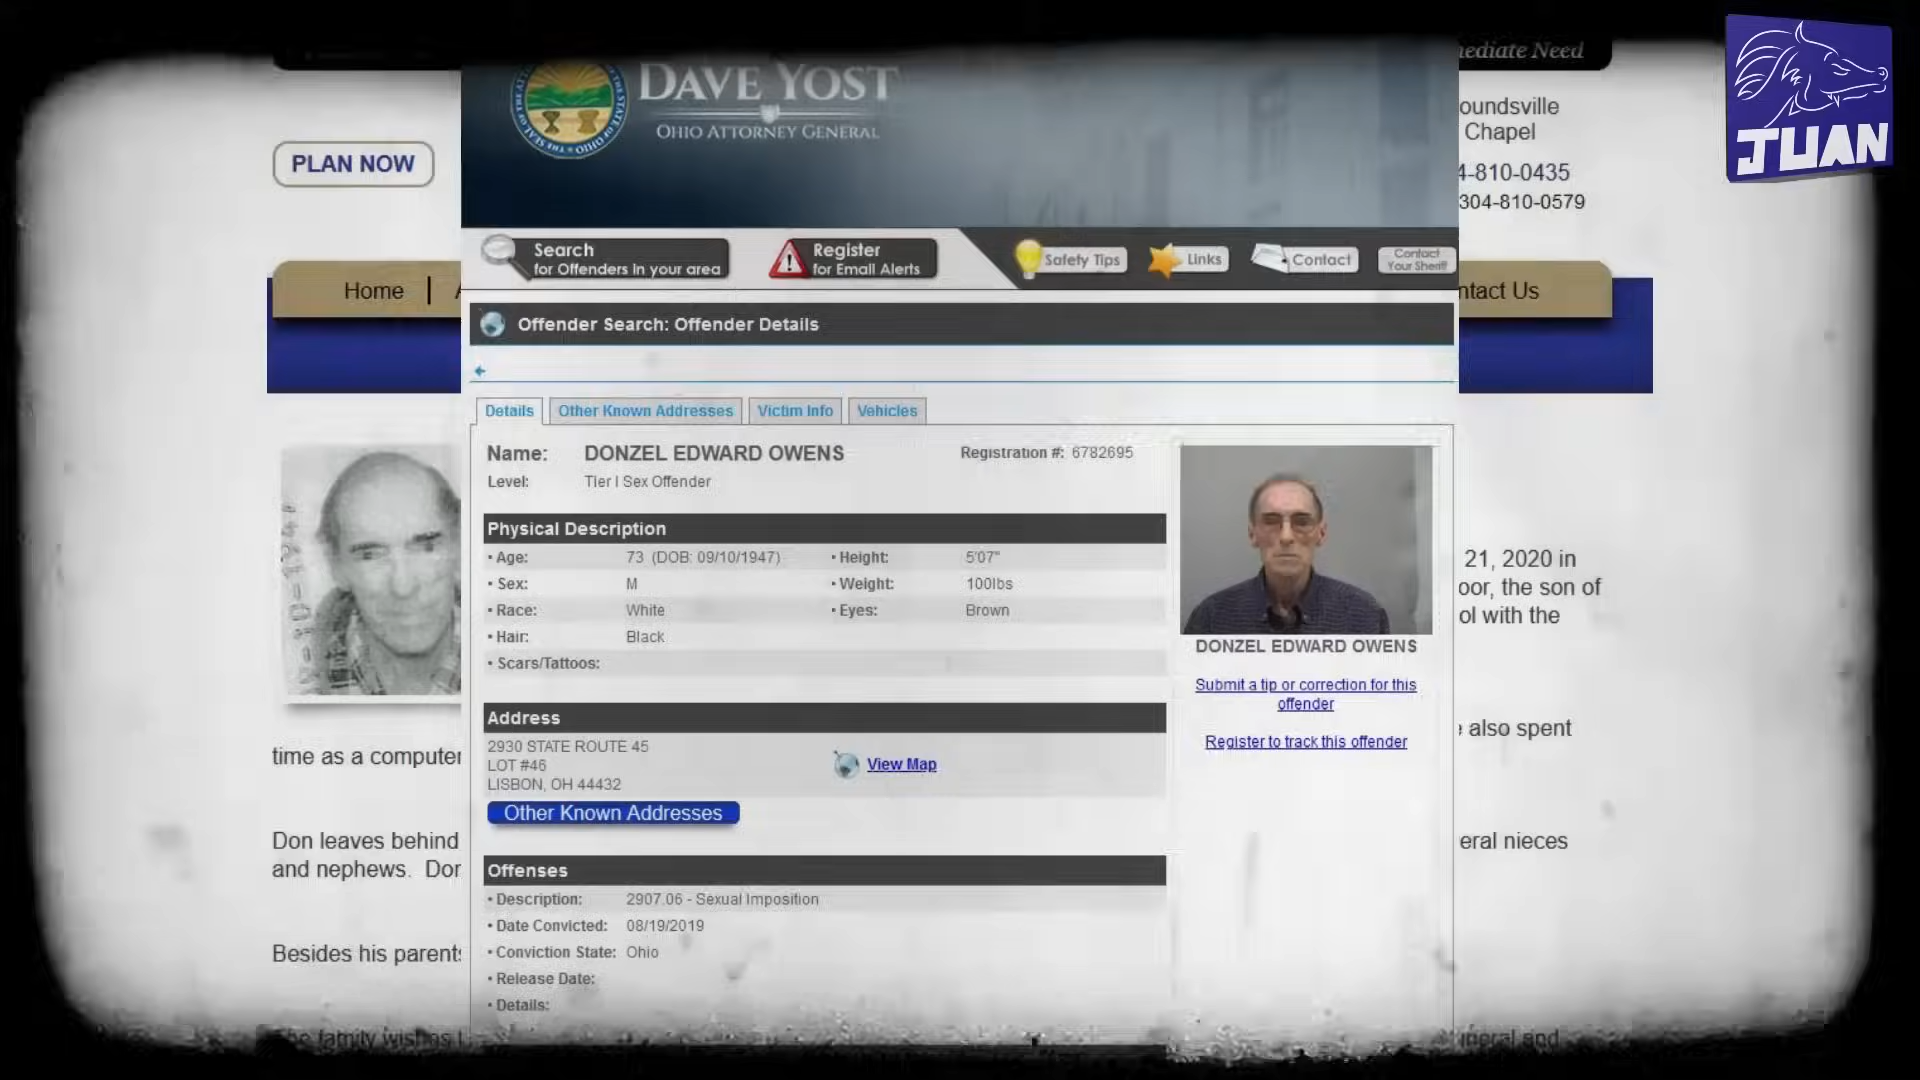 mediate Need
DAVE YOST
OHIO ATTORNEY GENERAL
JUAN
PLAN NOW
oundsville
Chapel
4-810-0435
304-810-0579
Search
for Offenders In your area
Register
for Email Alerts
Safety Tips
Links
Contact
Contact
Your Sheriff
Home |
ntact Us
Offender Search: Offender Details
Details
Other Known Addresses
Victim Info
Vehicles
Name: DONZEL EDWARD OWENS
Registration #: 6782695
Level: Tier I Sex Offender
Physical Description
• Age: 73 (DOB: 09/10/1947) • Height: 5'07"
• Sex: M • Weight: 100lbs
• Race: White • Eyes: Brown
• Hair: Black
• Scars/Tattoos:
DONZEL EDWARD OWENS
Submit a tip or correction for this
offender
Register to track this offender
Address
2930 STATE ROUTE 45
LOT #46
LISBON, OH 44432
View Map
Other Known Addresses
Offenses
• Description: 2907.06 - Sexual Imposition
• Date Convicted: 08/19/2019
• Conviction State: Ohio
• Release Date:
• Details:
21, 2020 in
oor, the son of
ol with the
also spent
time as a computer
Don leaves behind
eral nieces
and nephews. Don
Besides his parents
he family wishes t
uneral and